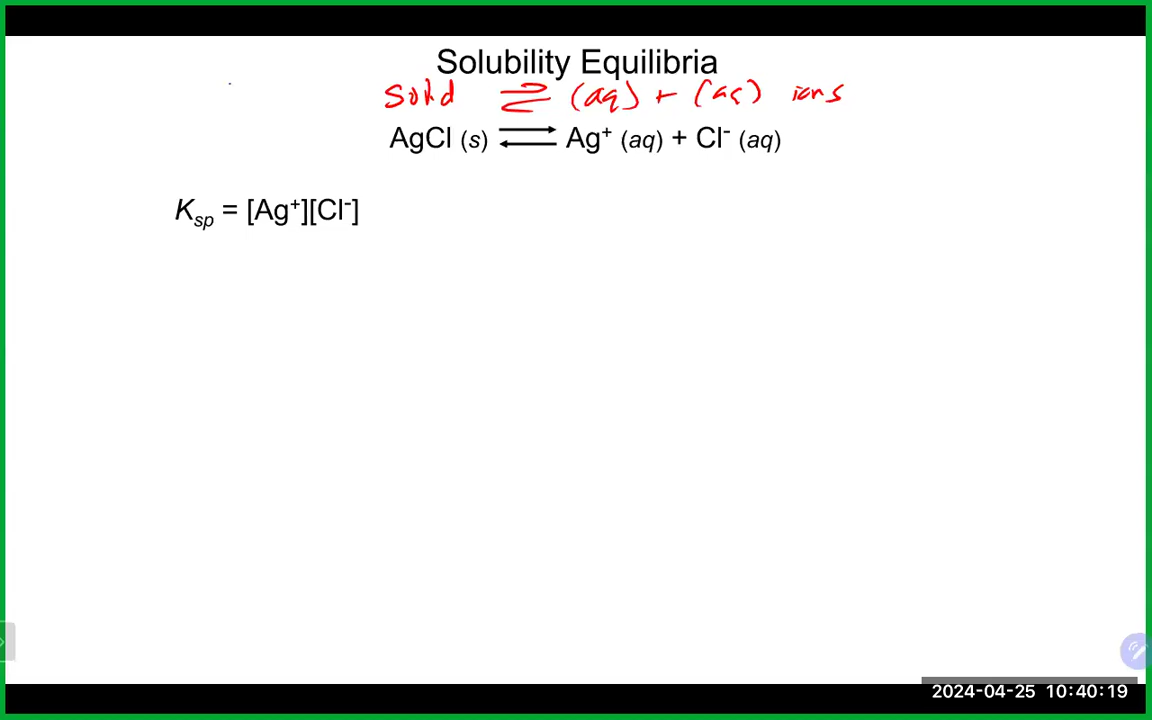 Solubility Equilibria
solid ⇌ (aq) + (aq) ions
AgCl (s) ⇌ Ag⁺ (aq) + Cl⁻ (aq)
Ksp = [Ag⁺][Cl⁻]
2024-04-25 10:40:19